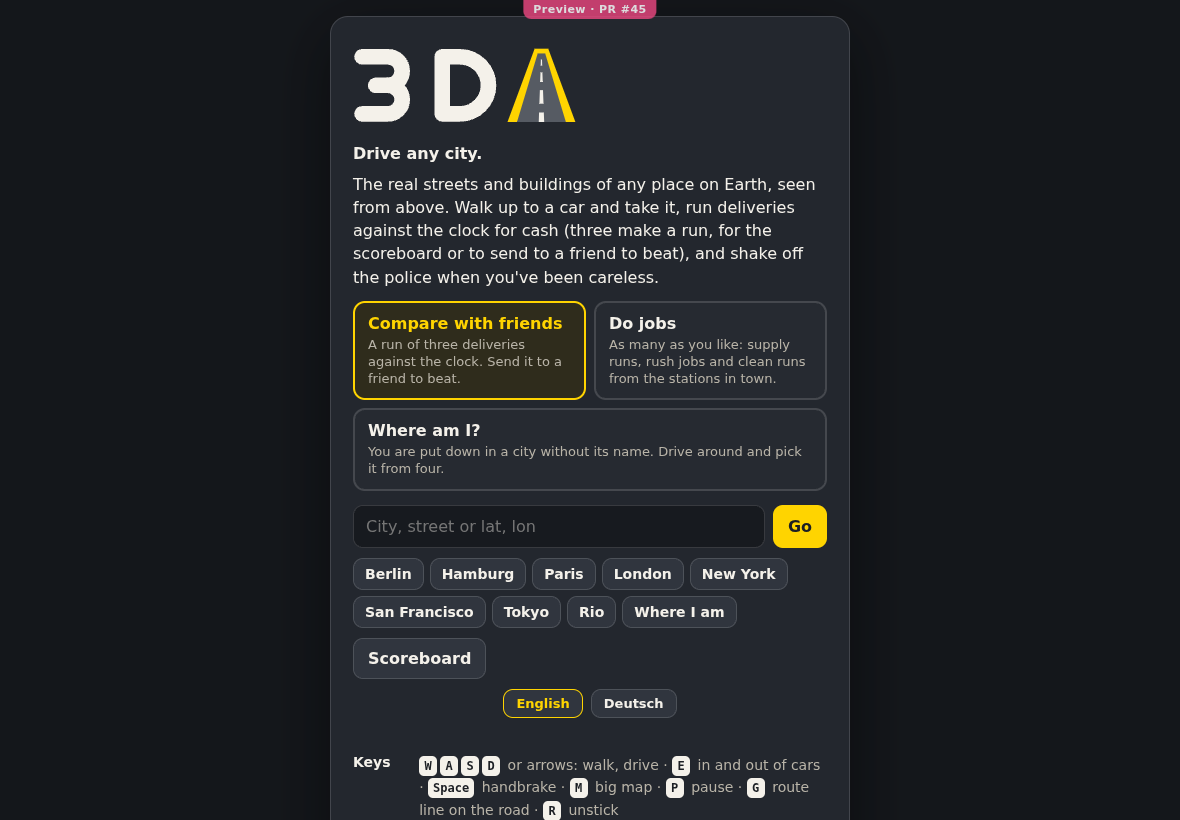 Preview · PR #45
3DA
Drive any city.
The real streets and buildings of any place on Earth, seen
from above. Walk up to a car and take it, run deliveries
against the clock for cash (three make a run, for the
scoreboard or to send to a friend to beat), and shake off
the police when you've been careless.
Compare with friends
A run of three deliveries
against the clock. Send it to a
friend to beat.
Do jobs
As many as you like: supply
runs, rush jobs and clean runs
from the stations in town.
Where am I?
You are put down in a city without its name. Drive around and pick
it from four.
City, street or lat, lon
Go
Berlin Hamburg Paris London New York
San Francisco Tokyo Rio Where I am
Scoreboard
English Deutsch
Keys W A S D or arrows: walk, drive · E in and out of cars
· Space handbrake · M big map · P pause · G route
line on the road · R unstick